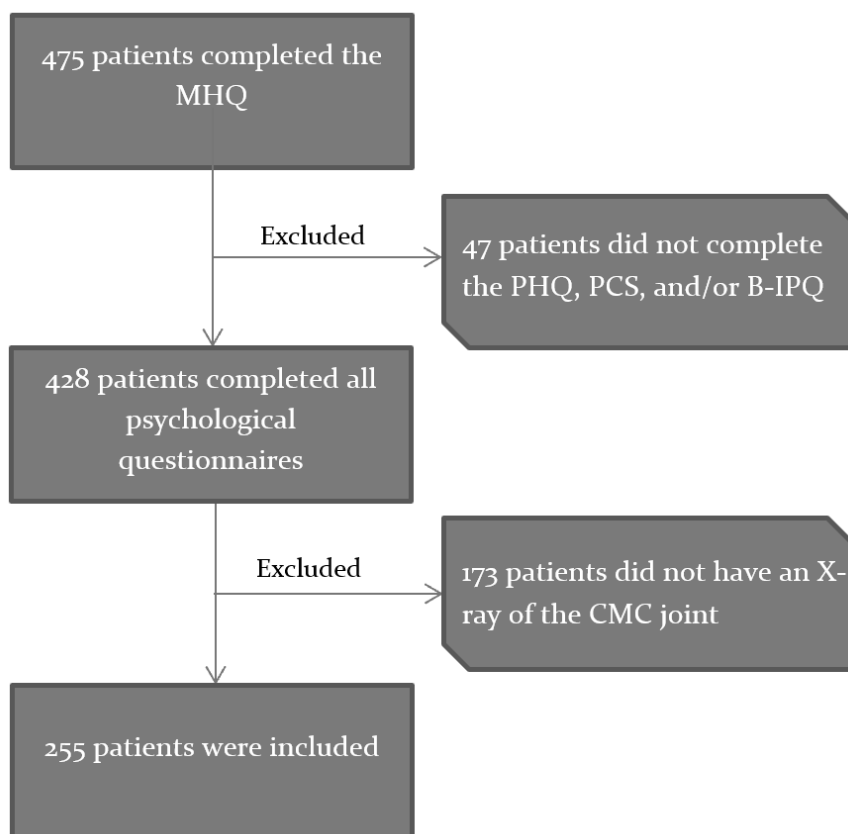 475 patients completed the
MHQ
Excluded
47 patients did not complete
the PHQ, PCS, and/or B-IPQ
428 patients completed all
psychological
questionnaires
Excluded
173 patients did not have an X-
ray of the CMC joint
255 patients were included